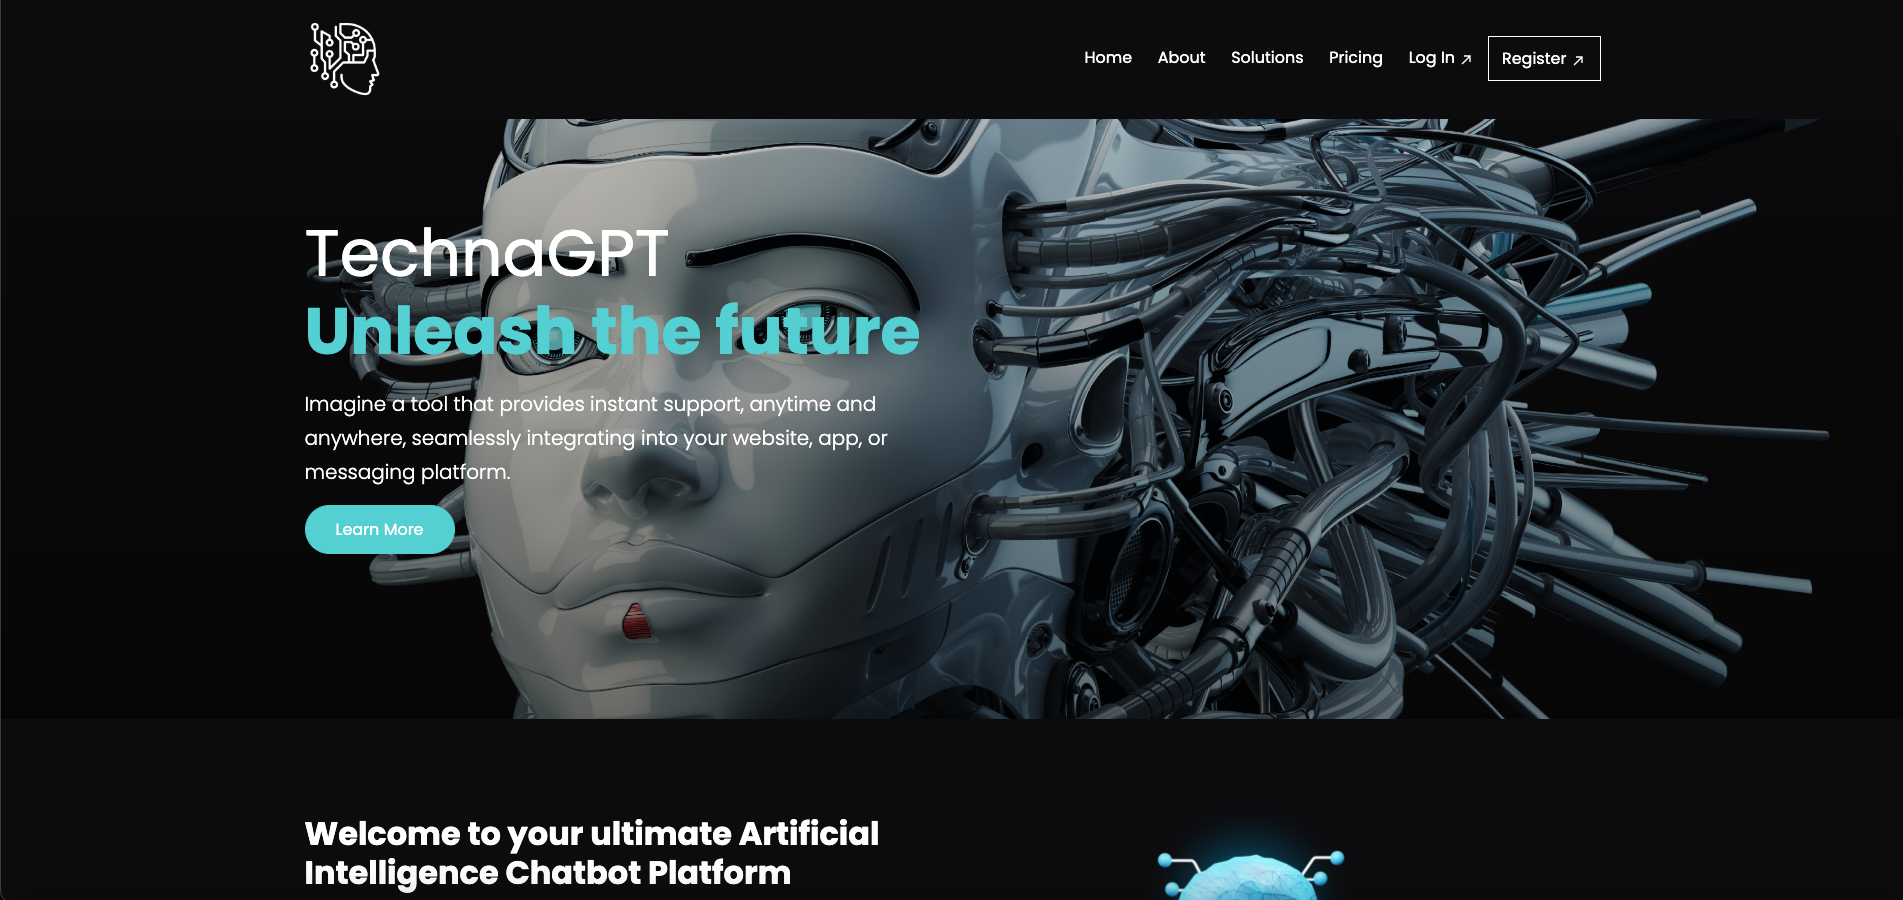 Home About Solutions Pricing Log In Register
TechnaGPT
Unleash the future
Imagine a tool that provides instant support, anytime and
anywhere, seamlessly integrating into your website, app, or
messaging platform.
Learn More
Welcome to your ultimate Artificial
Intelligence Chatbot Platform